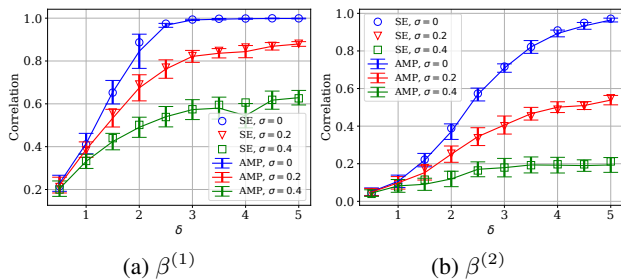 1.0
0.8
0.6
0.4
0.2
Correlation
SE, σ = 0
SE, σ = 0.2
SE, σ = 0.4
AMP, σ = 0
AMP, σ = 0.2
AMP, σ = 0.4
1 2 3 4 5
δ
(a) β^{(1)}
1.0
0.8
0.6
0.4
0.2
0.0
Correlation
SE, σ = 0
SE, σ = 0.2
SE, σ = 0.4
AMP, σ = 0
AMP, σ = 0.2
AMP, σ = 0.4
1 2 3 4 5
δ
(b) β^{(2)}